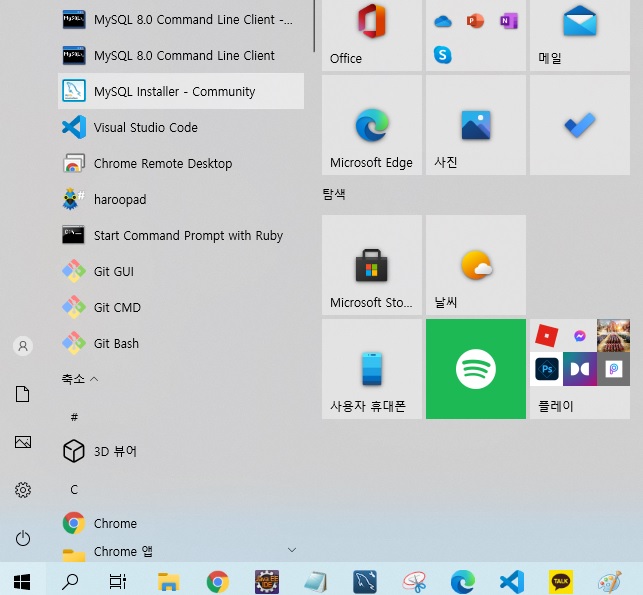 MySQL 8.0 Command Line Client -...
MySQL 8.0 Command Line Client
MySQL Installer - Community
Visual Studio Code
Chrome Remote Desktop
haroopad
Start Command Prompt with Ruby
Git GUI
Git CMD
Git Bash
축소
#
3D 뷰어
C
Chrome
Chrome 앱
Office
메일
Microsoft Edge
사진
탐색
Microsoft Sto...
날씨
사용자 휴대폰
Ps
플레이
TALK